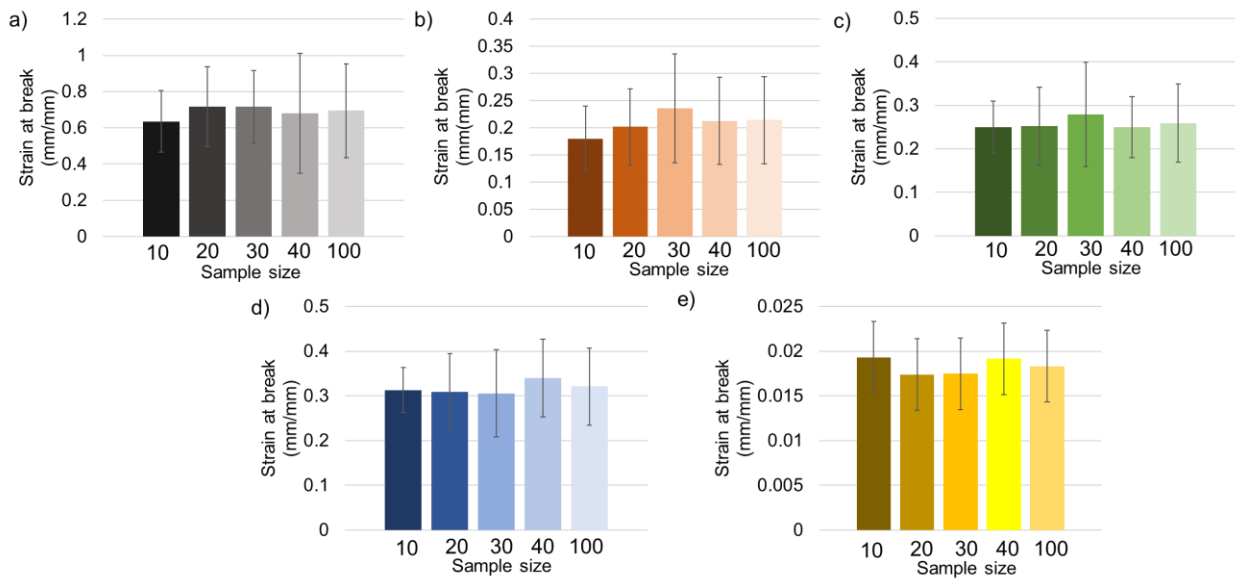 a)
Strain at break
(mm/mm)
1.2
1
0.8
0.6
0.4
0.2
0
10 20 30 40 100
Sample size
b)
Strain at break
(mm(mm)
0.4
0.35
0.3
0.25
0.2
0.15
0.1
0.05
0
10 20 30 40 100
Sample size
c)
Strain at break
(mm/mm)
0.5
0.4
0.3
0.2
0.1
0
10 20 30 40 100
Sample size
d)
Strain at break
(mm/mm)
0.5
0.4
0.3
0.2
0.1
0
10 20 30 40 100
Sample size
e)
Strain at break
(mm/mm)
0.025
0.02
0.015
0.01
0.005
0
10 20 30 40 100
Sample size